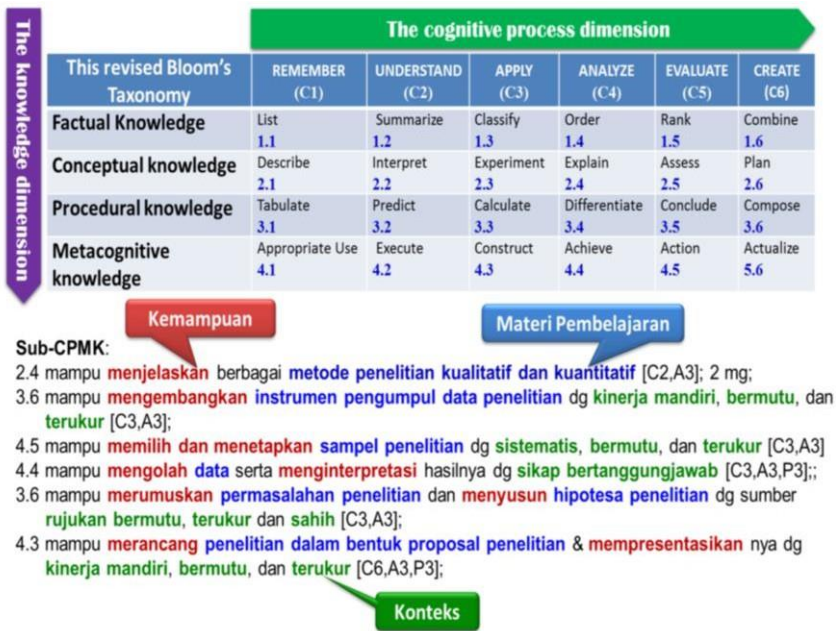 The cognitive process dimension
The knowledge dimension
This revised Bloom's Taxonomy REMEMBER (C1) UNDERSTAND (C2) APPLY (C3) ANALYZE (C4) EVALUATE (C5) CREATE (C6)
Factual Knowledge List Summarize Classify Order Rank Combine
1.1 1.2 1.3 1.4 1.5 1.6
Conceptual knowledge Describe Interpret Experiment Explain Assess Plan
2.1 2.2 2.3 2.4 2.5 2.6
Procedural knowledge Tabulate Predict Calculate Differentiate Conclude Compose
3.1 3.2 3.3 3.4 3.5 3.6
Metacognitive knowledge Appropriate Use Execute Construct Achieve Action Actualize
4.1 4.2 4.3 4.4 4.5 5.6
Kemampuan
Materi Pembelajaran
Sub-CPMK:
2.4 mampu menjelaskan berbagai metode penelitian kualitatif dan kuantitatif [C2,A3]; 2 mg;
3.6 mampu mengembangkan instrumen pengumpul data penelitian dg kinerja mandiri, bermutu, dan
terukur [C3,A3];
4.5 mampu memilih dan menetapkan sampel penelitian dg sistematis, bermutu, dan terukur [C3,A3]
4.4 mampu mengolah data serta menginterpretasi hasilnya dg sikap bertanggungjawab [C3,A3,P3];;
3.6 mampu merumuskan permasalahan penelitian dan menyusun hipotesa penelitian dg sumber
rujukan bermutu, terukur dan sahih [C3,A3];
4.3 mampu merancang penelitian dalam bentuk proposal penelitian & mempresentasikan nya dg
kinerja mandiri, bermutu, dan terukur [C6,A3,P3];
Konteks